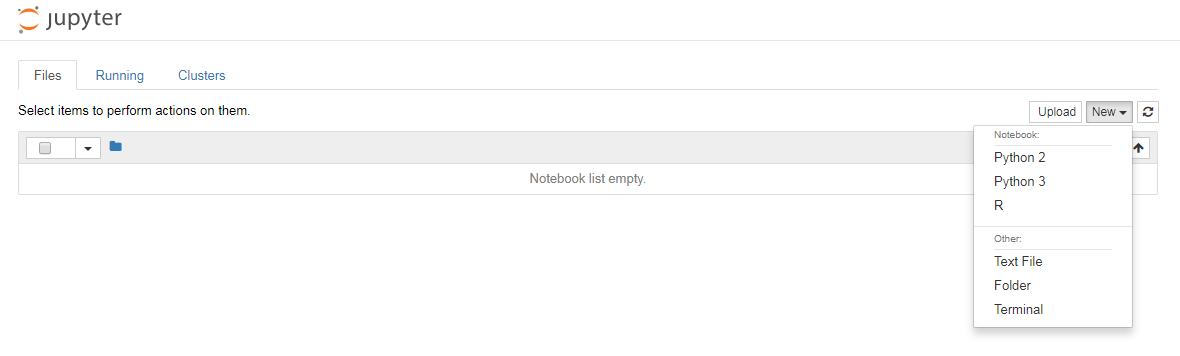 jupyter
Files Running Clusters
Select items to perform actions on them.
Upload New
Notebook list empty.
Notebook:
Python 2
Python 3
R
Other:
Text File
Folder
Terminal